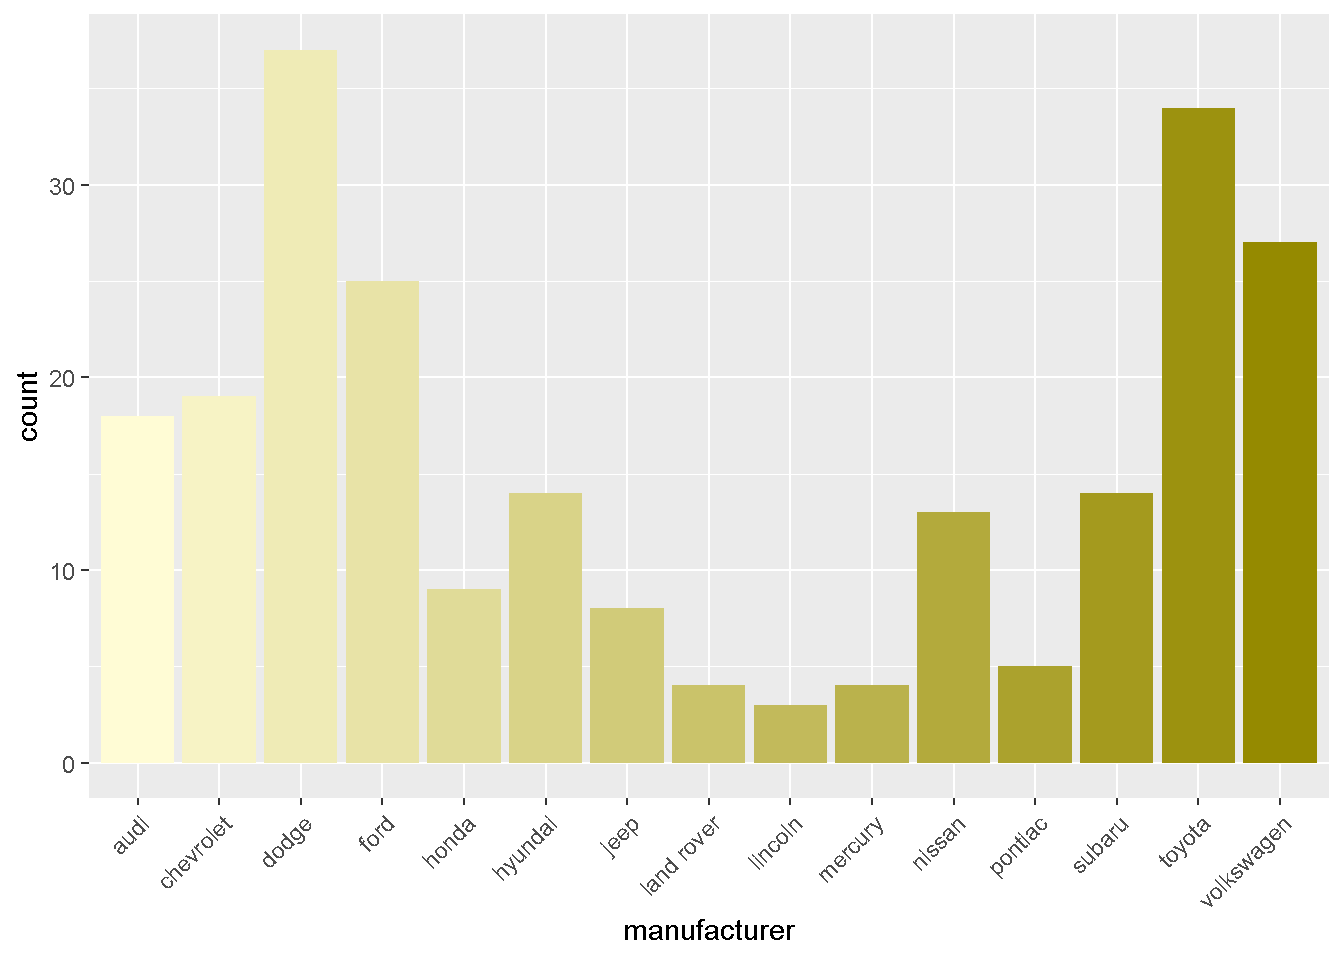 count
30
20
10
0
audi
chevrolet
dodge
ford
honda
hyundai
jeep
land rover
lincoln
mercury
nissan
pontiac
subaru
toyota
volkswagen
manufacturer